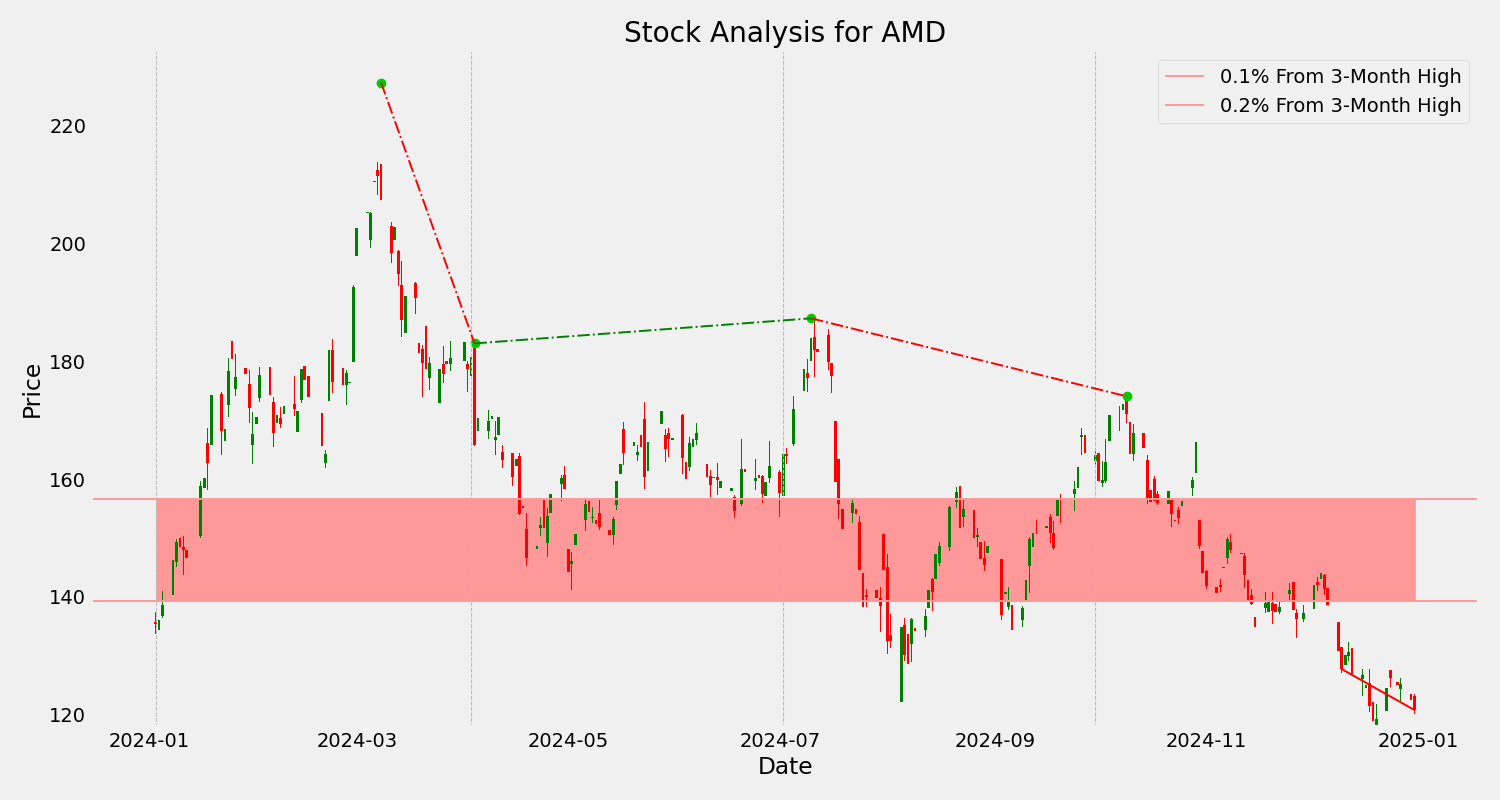 Stock Analysis for AMD
0.1% From 3-Month High
0.2% From 3-Month High
Price
220
200
180
160
140
120
2024-01
2024-03
2024-05
2024-07
2024-09
2024-11
2025-01
Date